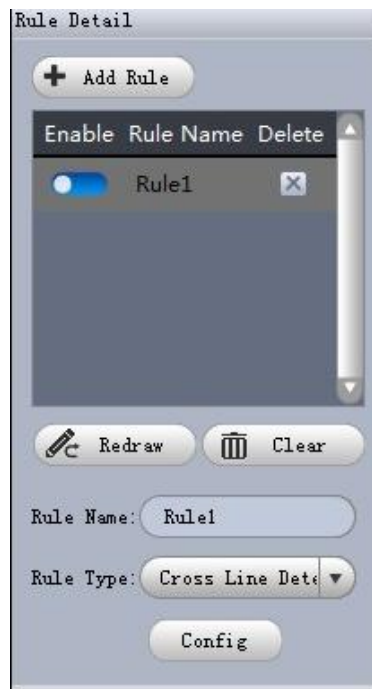 Rule Detail
Add Rule
Enable Rule Name Delete
Rule1
Redraw Clear
Rule Name: Rule1
Rule Type: Cross Line Dete
Config